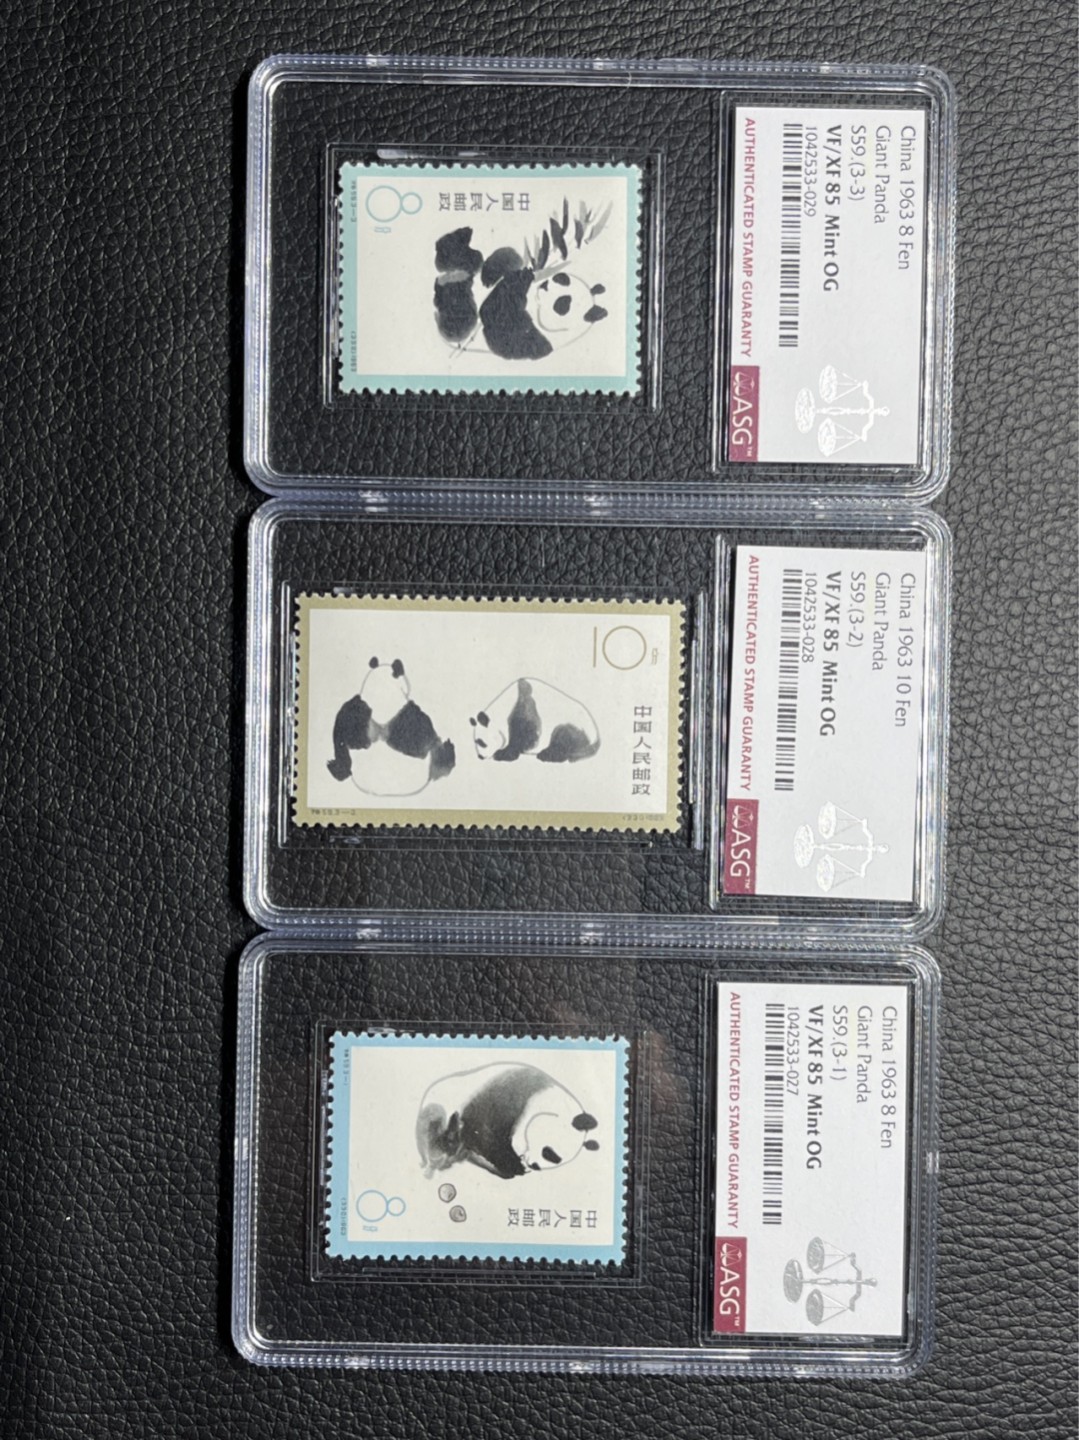 China 1963 8 Fen
Giant Panda
S59.(3-3)
VF/XF 85 Mint OG
1042533-029
AUTHENTICATED STAMP GUARANTY
ASG™
8
中国
人民
邮政
China 1963 10 Fen
Giant Panda
S59.(3-2)
VF/XF 85 Mint OG
1042533-028
AUTHENTICATED STAMP GUARANTY
ASG™
10
中国人民邮政
China 1963 8 Fen
Giant Panda
S59.(3-1)
VF/XF 85 Mint OG
1042533-027
AUTHENTICATED STAMP GUARANTY
ASG™
8
中国
人民
邮政